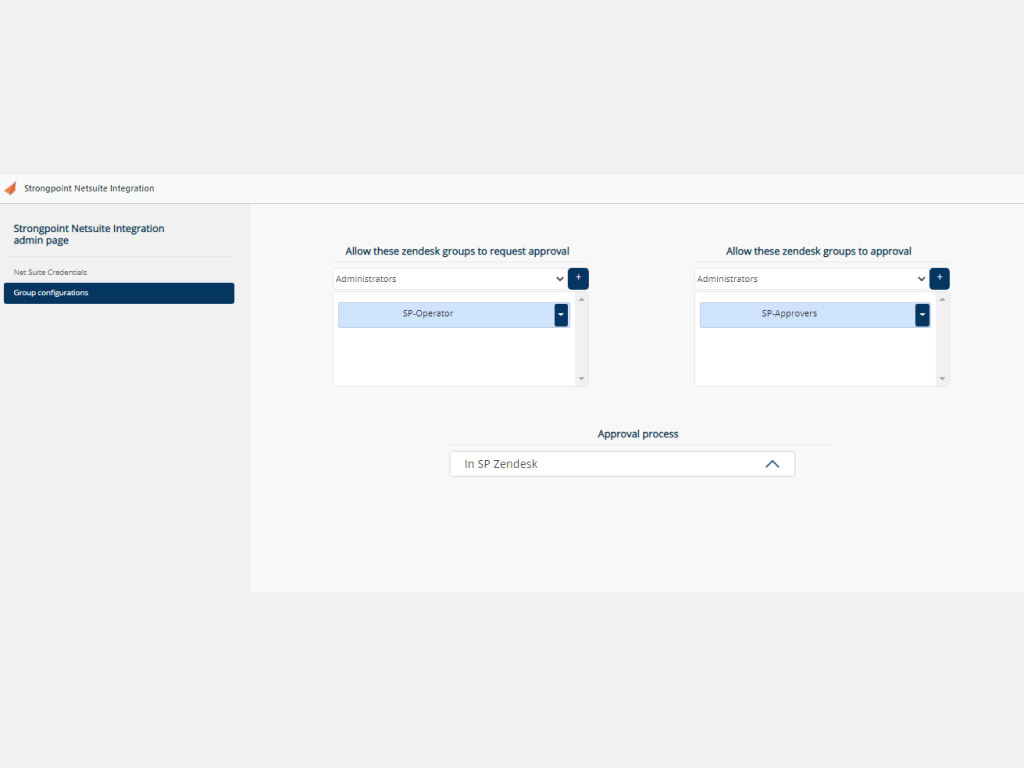 Strongpoint Netsuite Integration
Strongpoint Netsuite Integration
admin page
Net Suite Credentials
Group configurations
Allow these zendesk groups to request approval
Administrators
+
SP-Operator
Allow these zendesk groups to approval
Administrators
+
SP-Approvers
Approval process
In SP Zendesk